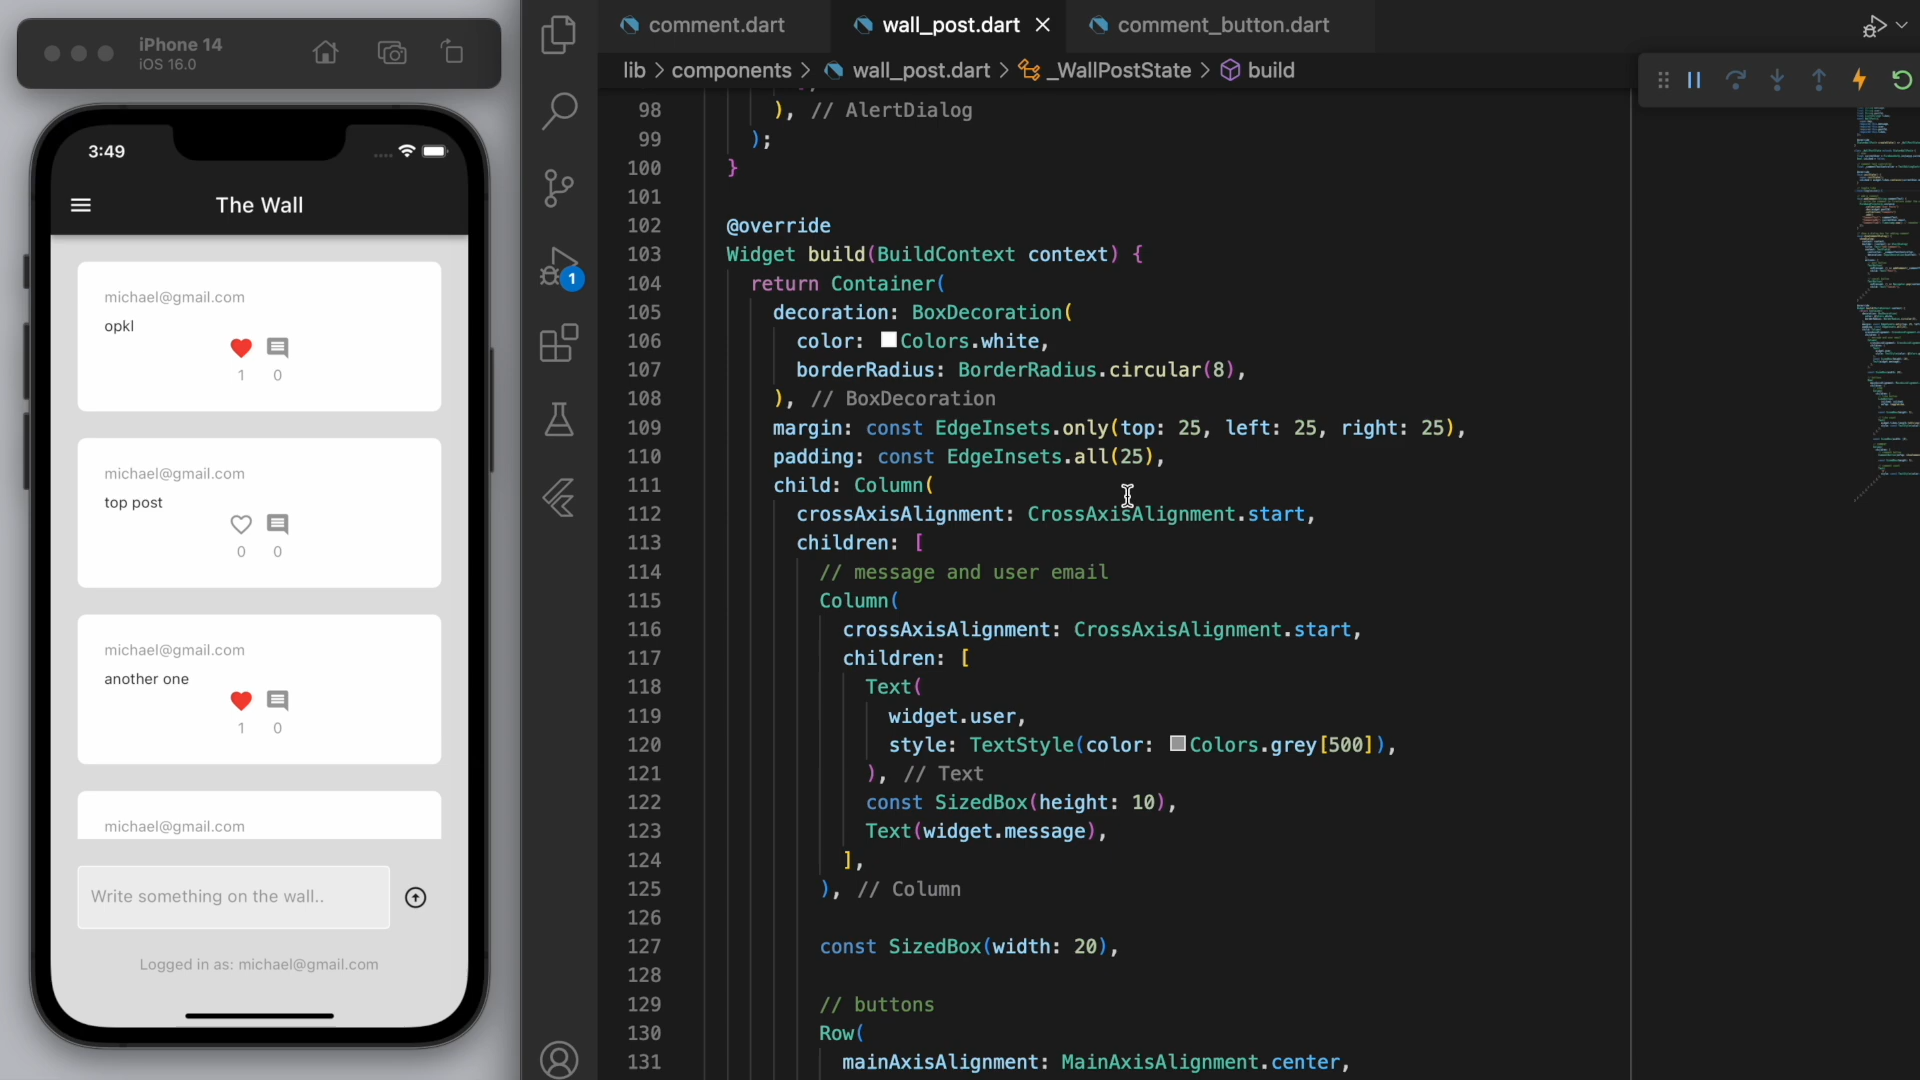 iPhone 14
iOS 16.0
3:49
The Wall
michael@gmail.com
opkl
1 0
michael@gmail.com
top post
0 0
michael@gmail.com
another one
1 0
michael@gmail.com
Write something on the wall..
Logged in as: michael@gmail.com
1
comment.dart
wall_post.dart
comment_button.dart
lib > components > wall_post.dart > _WallPostState > build
98 ), // AlertDialog
99 );
100 }
101
102 @override
103 Widget build(BuildContext context) {
104 return Container(
105 decoration: BoxDecoration(
106 color: Colors.white,
107 borderRadius: BorderRadius.circular(8),
108 ), // BoxDecoration
109 margin: const EdgeInsets.only(top: 25, left: 25, right: 25),
110 padding: const EdgeInsets.all(25),
111 child: Column(
112 crossAxisAlignment: CrossAxisAlignment.start,
113 children: [
114 // message and user email
115 Column(
116 crossAxisAlignment: CrossAxisAlignment.start,
117 children: [
118 Text(
119 widget.user,
120 style: TextStyle(color: Colors.grey[500]),
121 ), // Text
122 const SizedBox(height: 10),
123 Text(widget.message),
124 ],
125 ), // Column
126
127 const SizedBox(width: 20),
128
129 // buttons
130 Row(
131 mainAxisAlignment: MainAxisAlignment.center,